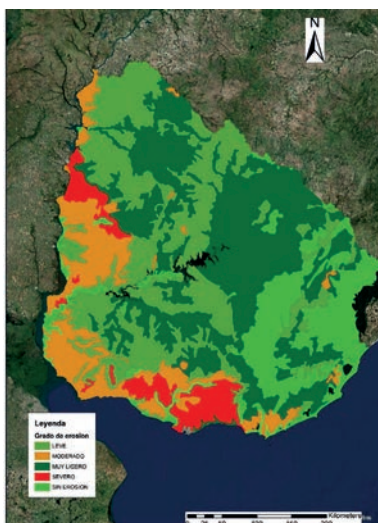 N
Leyenda
Grado de erosion
LEVE
MODERADO
MUY LIGERO
SEVERO
SIN EROSION
Kilometers